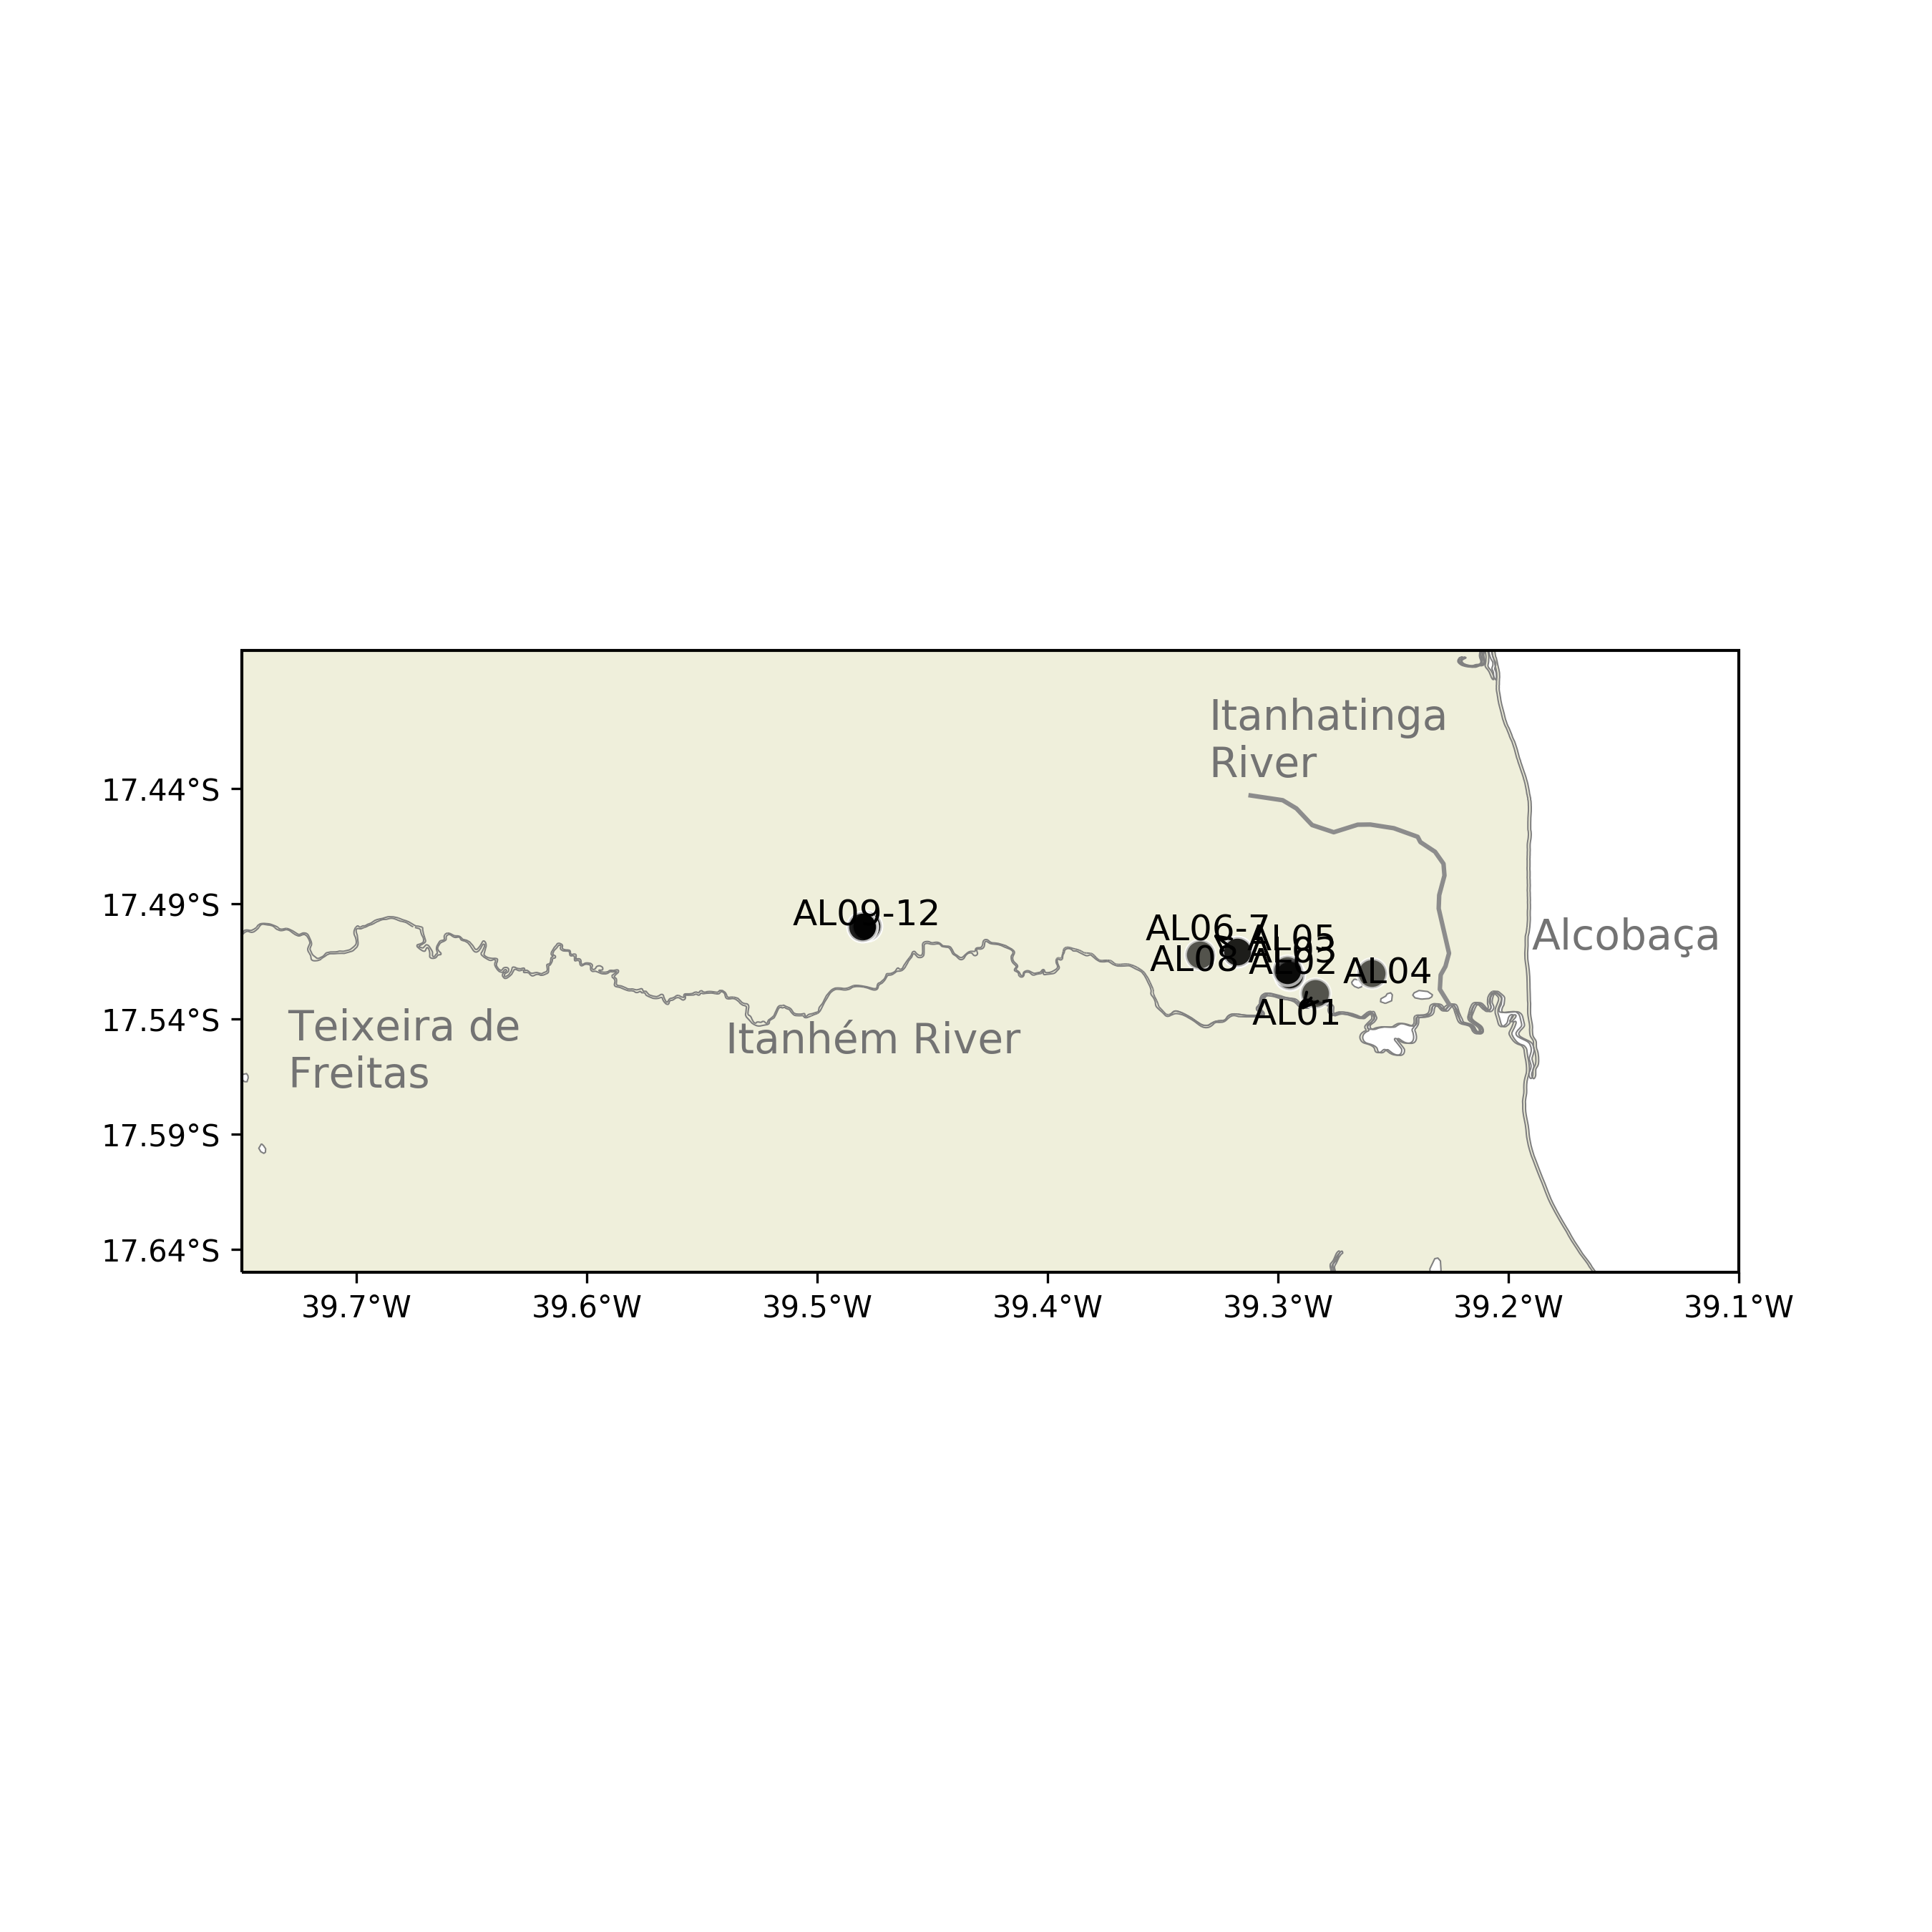 Itanhatinga
River
17.44°S
17.49°S
AL09-12
AL06-7
AL05
AL03
AL08
AL02
AL04
Alcobaça
AL01
17.54°S
Teixeira de
Freitas
Itanhém River
17.59°S
17.64°S
39.7°W
39.6°W
39.5°W
39.4°W
39.3°W
39.2°W
39.1°W